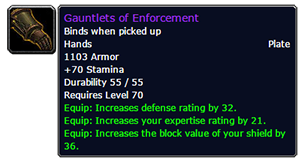 Gauntlets of Enforcement
Binds when picked up
Hands Plate
1103 Armor
+70 Stamina
Durability 55 / 55
Requires Level 70
Equip: Increases defense rating by 32.
Equip: Increases your expertise rating by 21.
Equip: Increases the block value of your shield by
36.